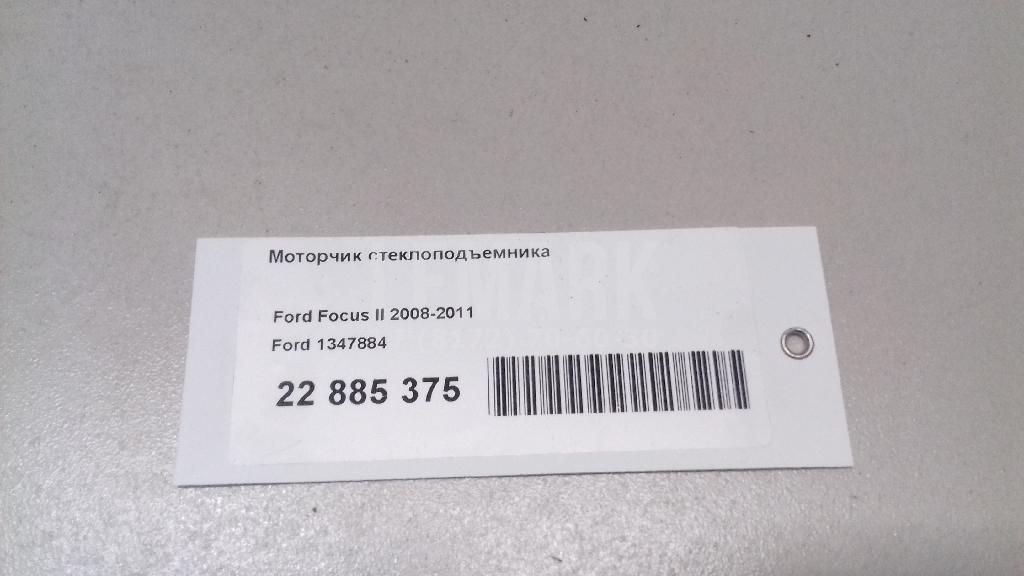 Моторчик стеклоподъемника
Ford Focus II 2008-2011
Ford 1347884
22 885 375